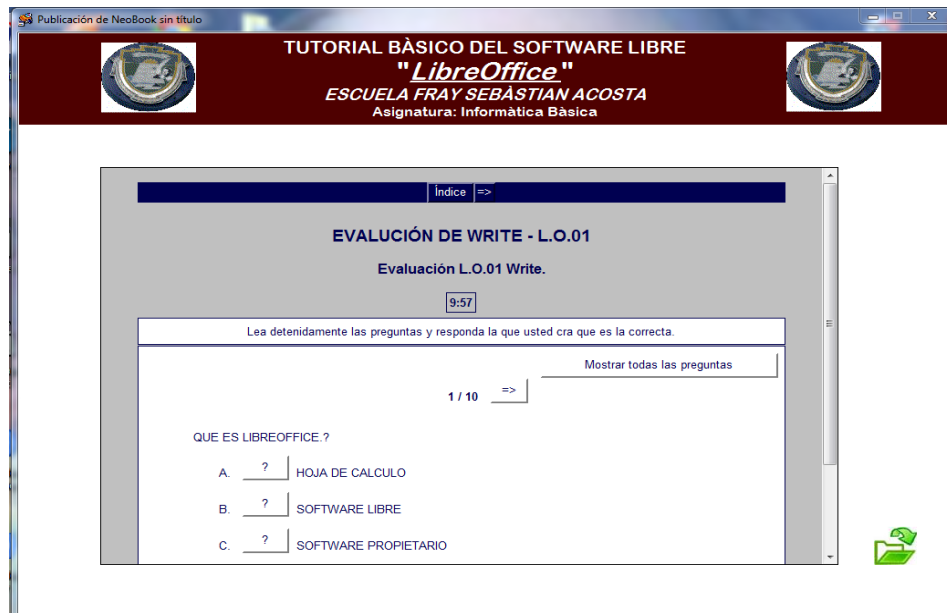 Publicación de NeoBook sin título
TUTORIAL BÀSICO DEL SOFTWARE LIBRE
"LibreOffice"
ESCUELA FRAY SEBÀSTIAN ACOSTA
Asignatura: Informàtica Bàsica
Índice =>
EVALUCIÓN DE WRITE - L.O.01
Evaluación L.O.01 Write.
9:57
Lea detenidamente las preguntas y responda la que usted cra que es la correcta.
Mostrar todas las preguntas
1 / 10 =>
QUE ES LIBREOFFICE.?
A. ? HOJA DE CALCULO
B. ? SOFTWARE LIBRE
C. ? SOFTWARE PROPIETARIO